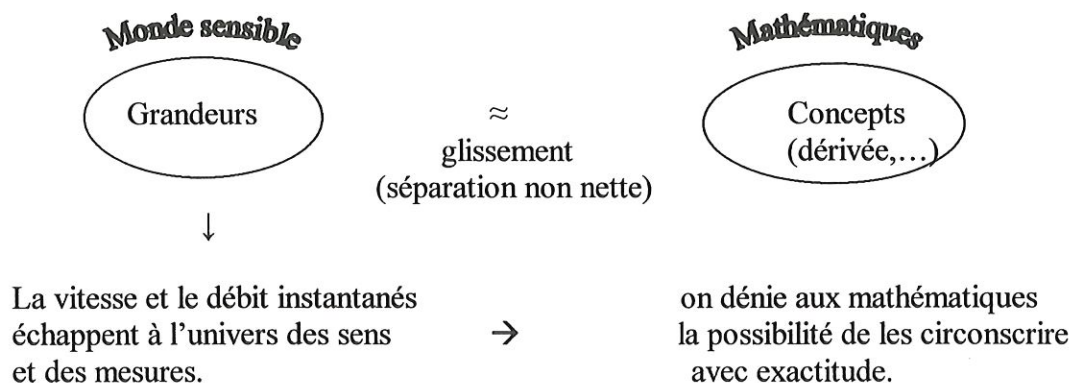 Monde sensible
Mathématiques
Grandeurs
≈
glissement
(séparation non nette)
Concepts
(dérivée,...)
↓
La vitesse et le débit instantanés
échappent à l'univers des sens
et des mesures.
→
on dénie aux mathématiques
la possibilité de les circonscrire
avec exactitude.